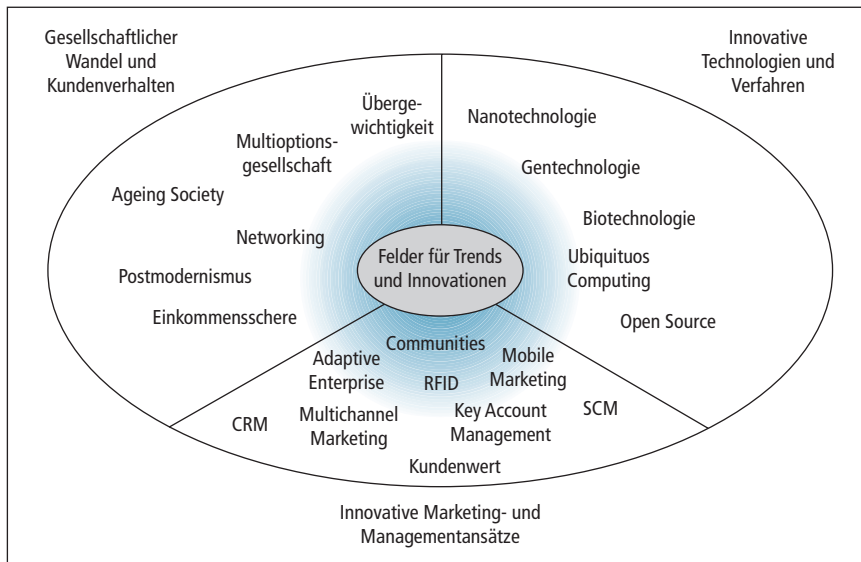 Gesellschaftlicher
Wandel und
Kundenverhalten
Innovative
Technologien und
Verfahren
Überge-
wichtigkeit
Multioptions-
gesellschaft
Ageing Society
Networking
Postmodernismus
Einkommensschere
Nanotechnologie
Gentechnologie
Biotechnologie
Ubiquituos
Computing
Open Source
Felder für Trends
und Innovationen
Communities
Adaptive
Enterprise
RFID
Mobile
Marketing
CRM
Multichannel
Marketing
Key Account
Management
SCM
Kundenwert
Innovative Marketing- und
Managementansätze